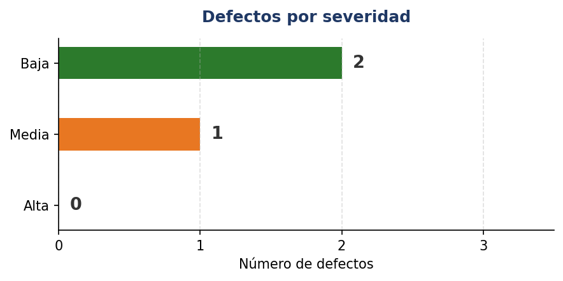 Defectos por severidad
Baja 2
Media 1
Alta 0
0 1 2 3
Número de defectos